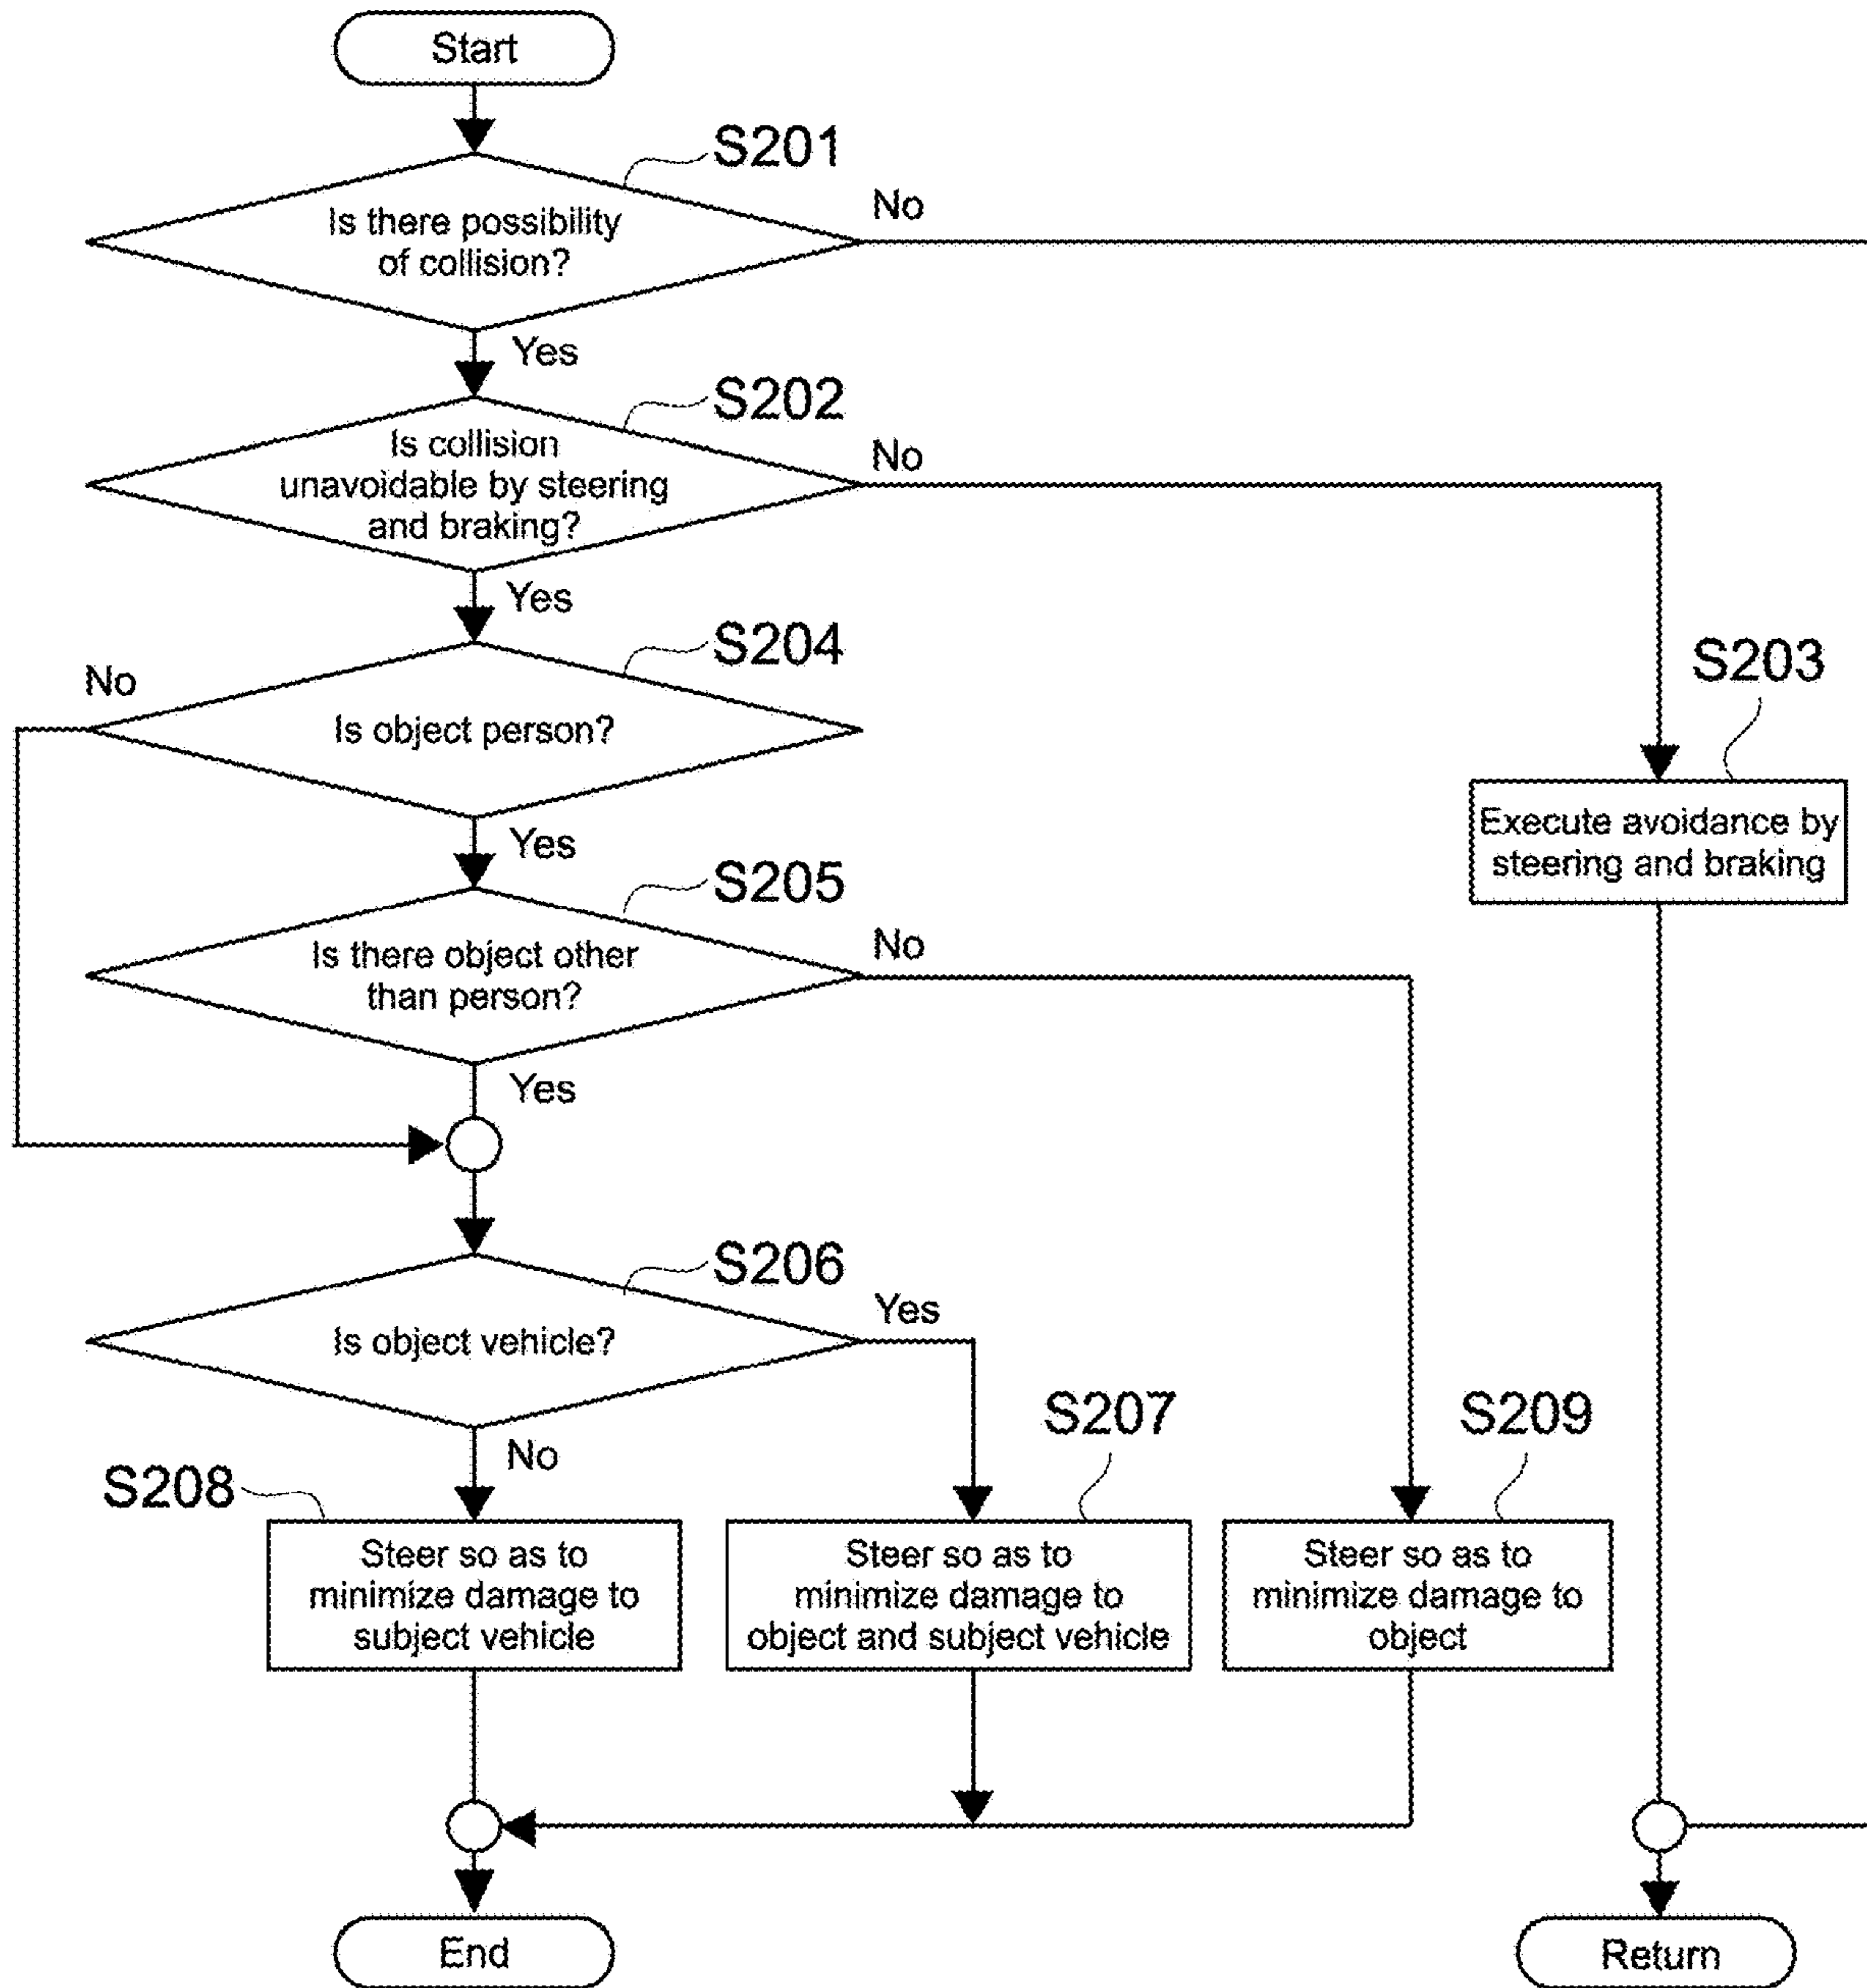 Start
S201
Is there possibility
of collision?
No
Yes
S202
Is collision
unavoidable by steering
and braking?
No
Yes
S204
No
Is object person?
S203
Execute avoidance by
steering and braking
Yes
S205
Is there object other
than person?
No
Yes
S206
Is object vehicle?
Yes
No
S208
Steer so as to
minimize damage to
subject vehicle
S207
Steer so as to
minimize damage to
object and subject vehicle
S209
Steer so as to
minimize damage to
object
End
Return